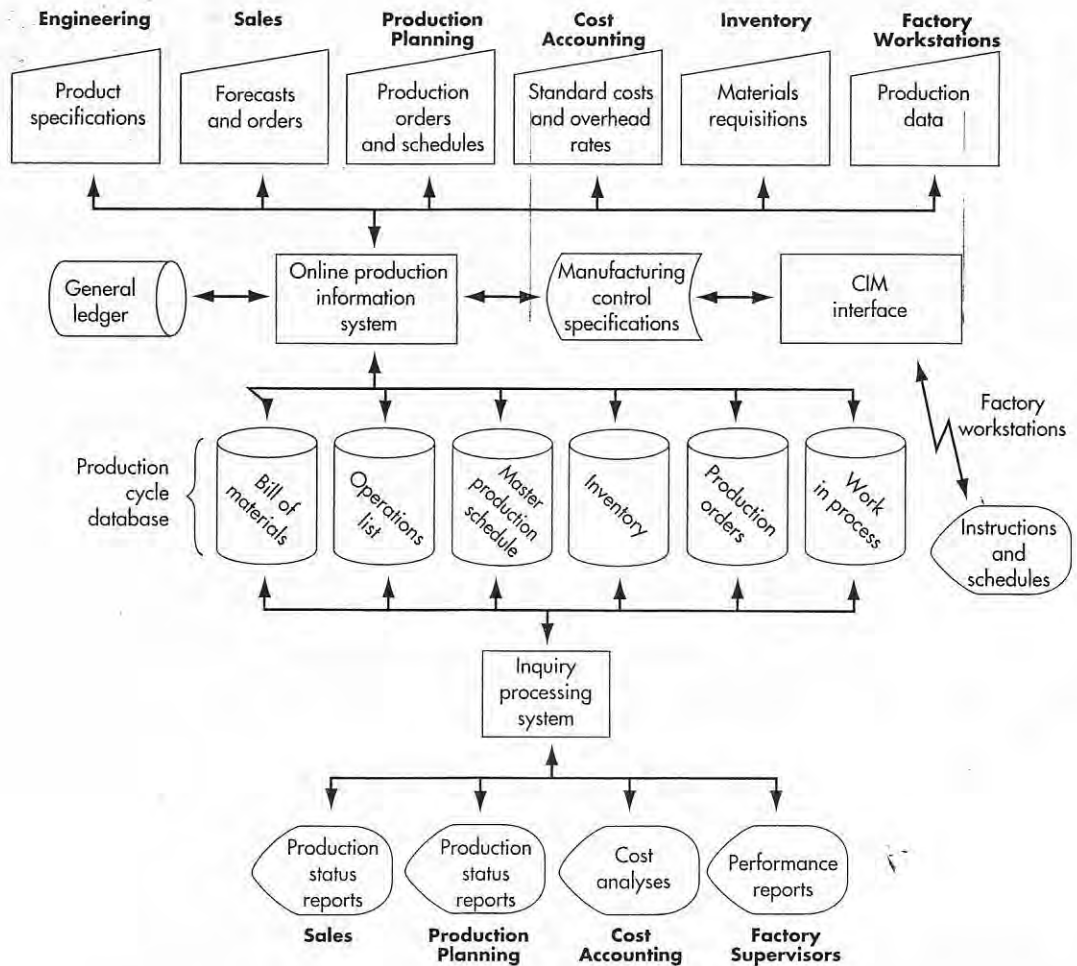 Engineering
Sales
Production
Planning
Cost
Accounting
Inventory
Factory
Workstations
Product
specifications
Forecasts
and orders
Production
orders
and schedules
Standard costs
and overhead
rates
Materials
requisitions
Production
data
General
ledger
Online production
information
system
Manufacturing
control
specifications
CIM
interface
Factory
workstations
Production
cycle
database
Bill of
materials
Operations
list
Master
production
schedule
Inventory
Production
orders
Work
in process
Instructions
and
schedules
Inquiry
processing
system
Production
status
reports
Production
status
reports
Cost
analyses
Performance
reports
Sales
Production
Planning
Cost
Accounting
Factory
Supervisors